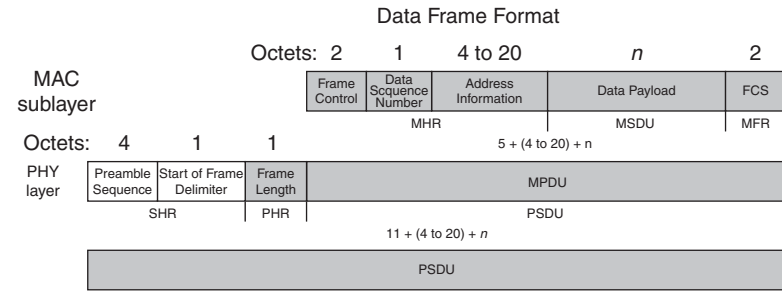 Data Frame Format
Octets: 2 1 4 to 20 n 2
MAC sublayer
Frame Control
Data Scquence Number
Address Information
Data Payload
FCS
MHR MSDU MFR
Octets: 4 1 1 5 + (4 to 20) + n
PHY layer
Preamble Sequence
Start of Frame Delimiter
Frame Length
MPDU
SHR PHR PSDU
11 + (4 to 20) + n
PSDU